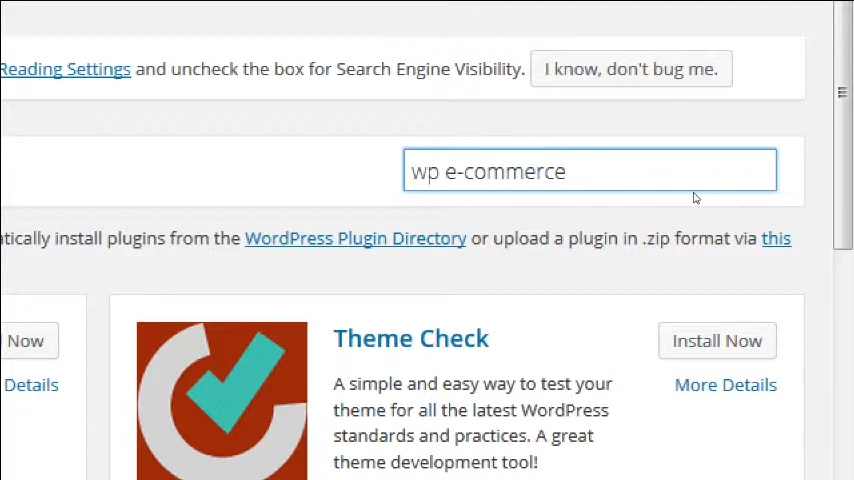 Reading Settings and uncheck the box for Search Engine Visibility. I know, don't bug me.
wp e-commerce
atically install plugins from the WordPress Plugin Directory or upload a plugin in .zip format via this
Now
Details
Theme Check
Install Now
More Details
A simple and easy way to test your
theme for all the latest WordPress
standards and practices. A great
theme development tool!